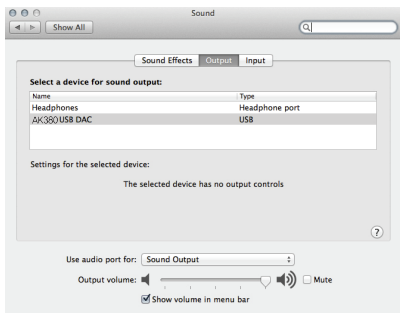 Sound
Show All
Sound Effects Output Input
Select a device for sound output:
Name Type
Headphones Headphone port
AK380 USB DAC USB
Settings for the selected device:
The selected device has no output controls
?
Use audio port for: Sound Output
Output volume: Mute
Show volume in menu bar